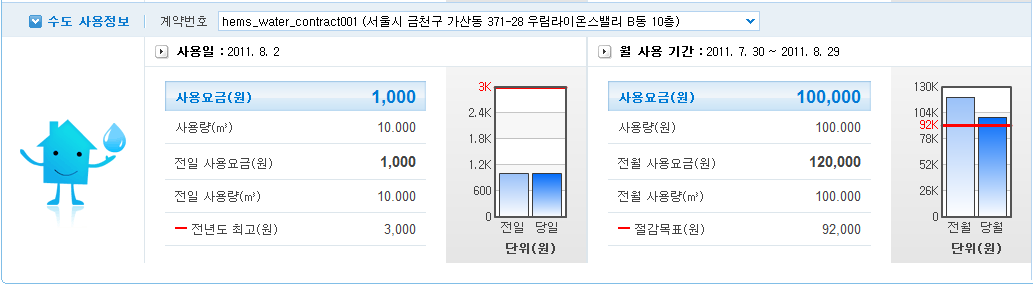 수도 사용정보
계약번호 hems_water_contract001 (서울시 금천구 가산동 371-28 우림라이온스밸리 B동 10층)
사용일 : 2011. 8. 2
사용요금(원) 1,000
사용량(㎥) 10.000
전일 사용요금(원) 1,000
전일 사용량(㎥) 10.000
전년도 최고(원) 3,000
3K
2.4K
1.8K
1.2K
600
0
전일 당일
단위(원)
월 사용 기간 : 2011. 7. 30 ~ 2011. 8. 29
사용요금(원) 100,000
사용량(원) 100.000
전월 사용요금(원) 120,000
전월 사용량(㎥) 100.000
절감목표(원) 92,000
130K
104K
92K
78K
52K
26K
0
전월 당월
단위(원)